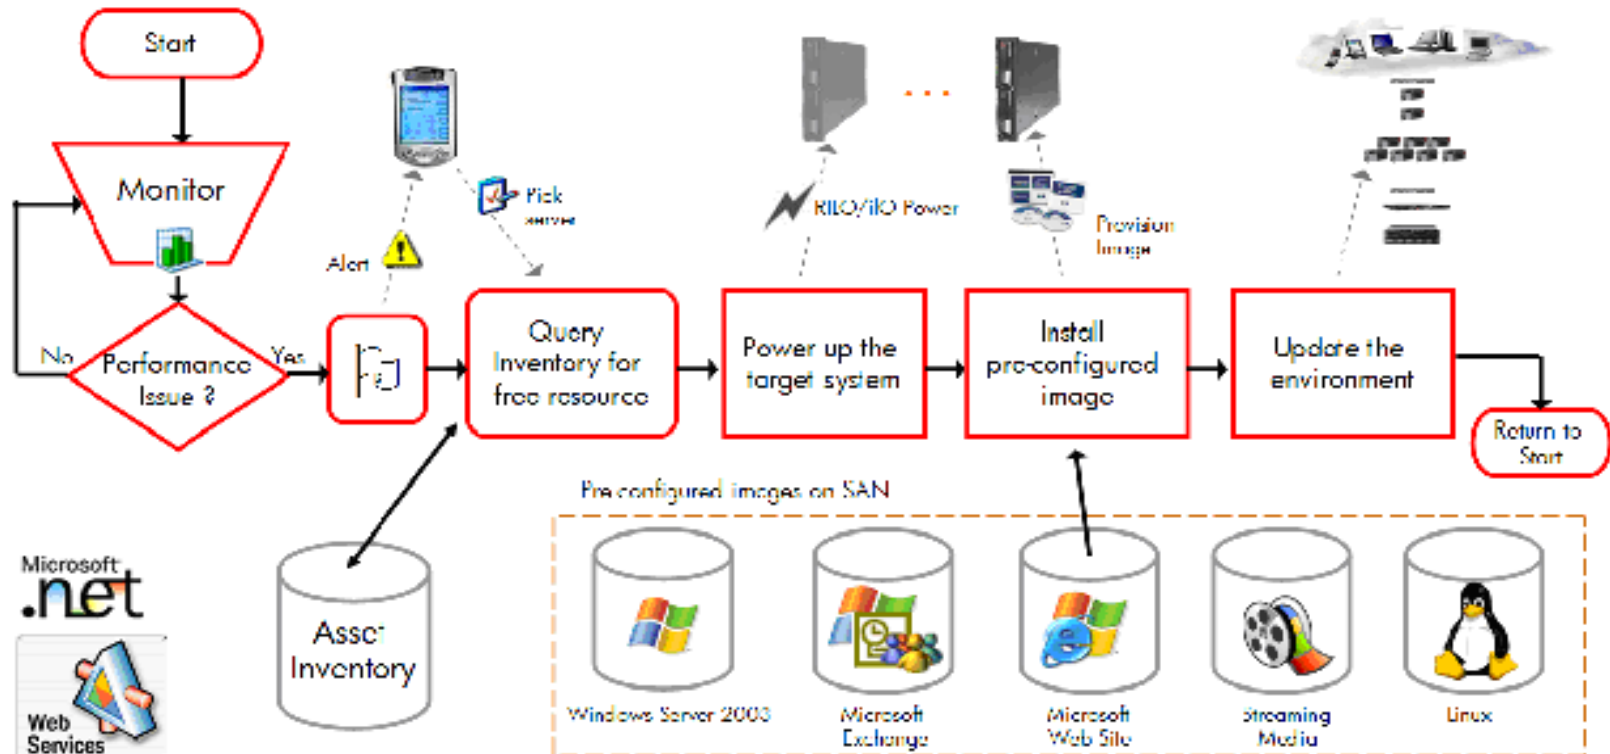 Start
Monitor
Alert
Pick
server
RILO/iLO Power
Provision
Image
No
Performance
Issue ?
Yes
Query
Inventory for
free resource
Power up the
target system
Install
pre-configured
image
Update the
environment
Return to
Start
Pre-configured images on SAN
Microsoft
.net
Web
Services
Asset
Inventory
Windows Server 2003
Microsoft
Exchange
Microsoft
Web Site
Streaming
Media
Linux